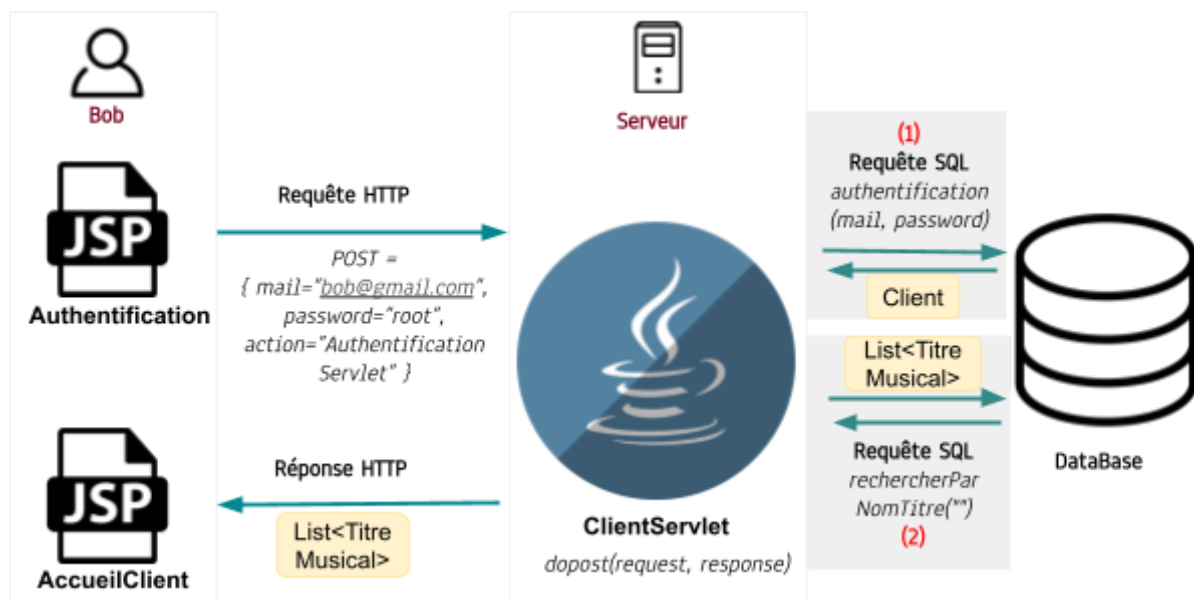 Bob
JSP
Authentification
Requête HTTP
POST =
{ mail="bob@gmail.com",
password="root",
action="Authentification
Servlet" }
JSP
AccueilClient
Réponse HTTP
List<Titre
Musical>
Serveur
ClientServlet
dopost(request, response)
(1)
Requête SQL
authentification
(mail, password)
Client
List<Titre
Musical>
Requête SQL
rechercherPar
NomTitre("")
(2)
DataBase